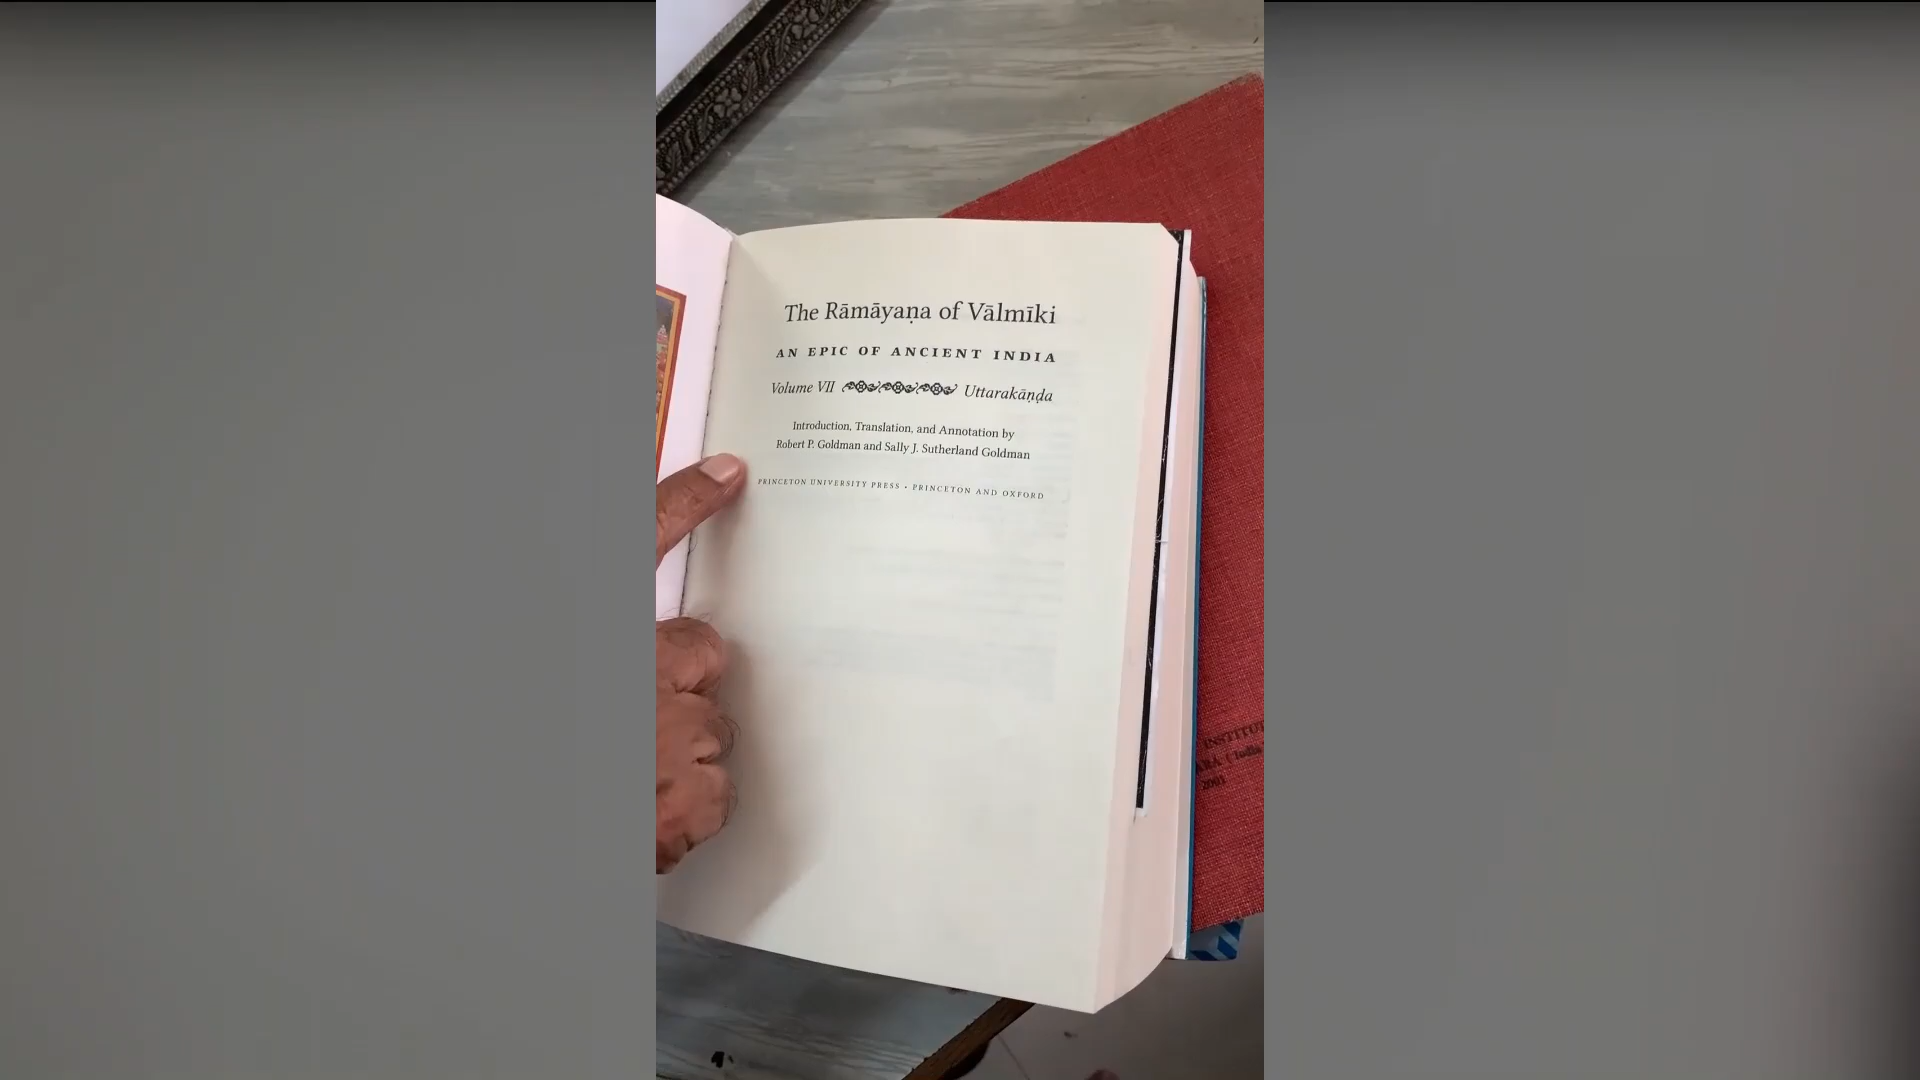 The Rāmāyaṇa of Vālmīki
AN EPIC OF ANCIENT INDIA
Volume VII Uttarakāṇḍa
Introduction, Translation, and Annotation by
Robert P. Goldman and Sally J. Sutherland Goldman
PRINCETON UNIVERSITY PRESS • PRINCETON AND OXFORD
2001